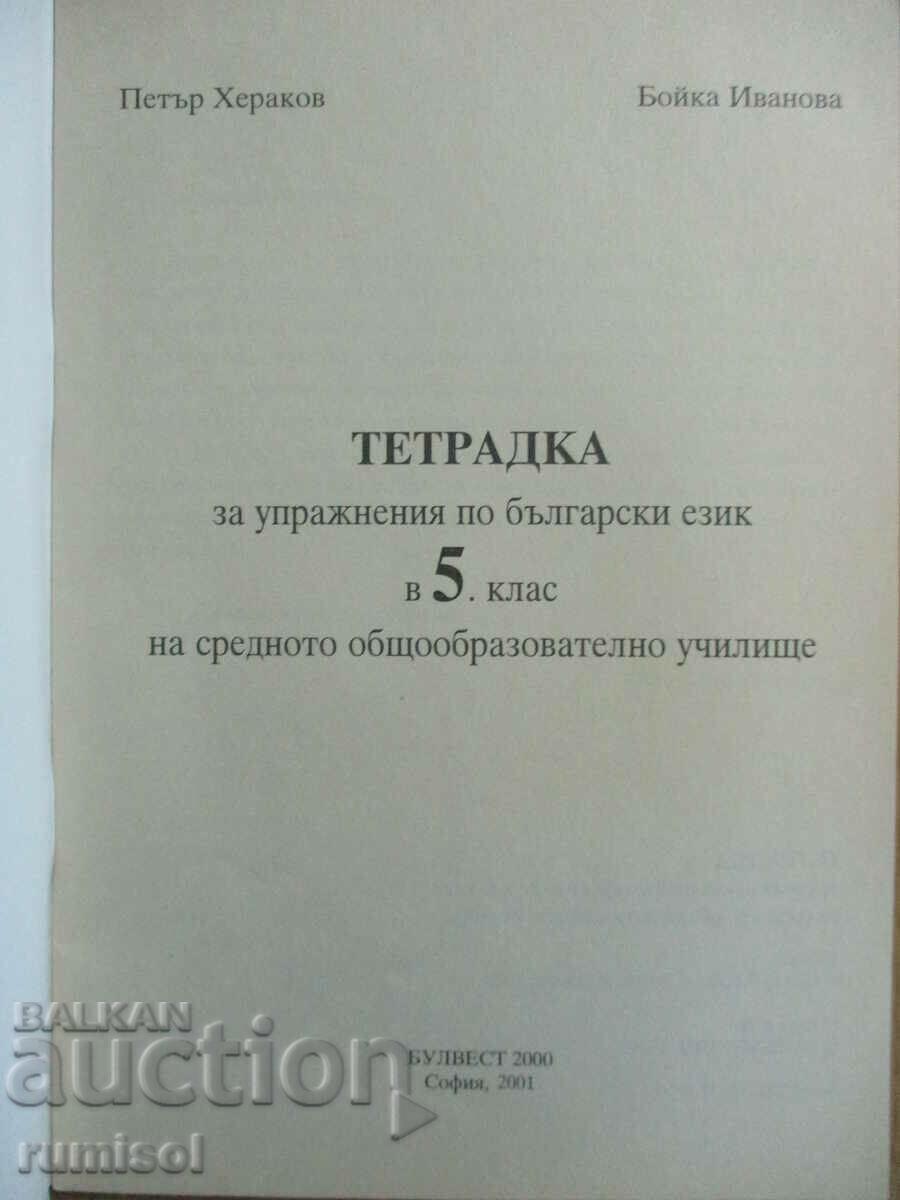 Петър Хераков
Бойка Иванова
ТЕТРАДКА
за упражнения по български език
в 5. клас
на средното общообразователно училище
БУЛВЕСТ 2000
София, 2001
BALKAN
auction
rumisol